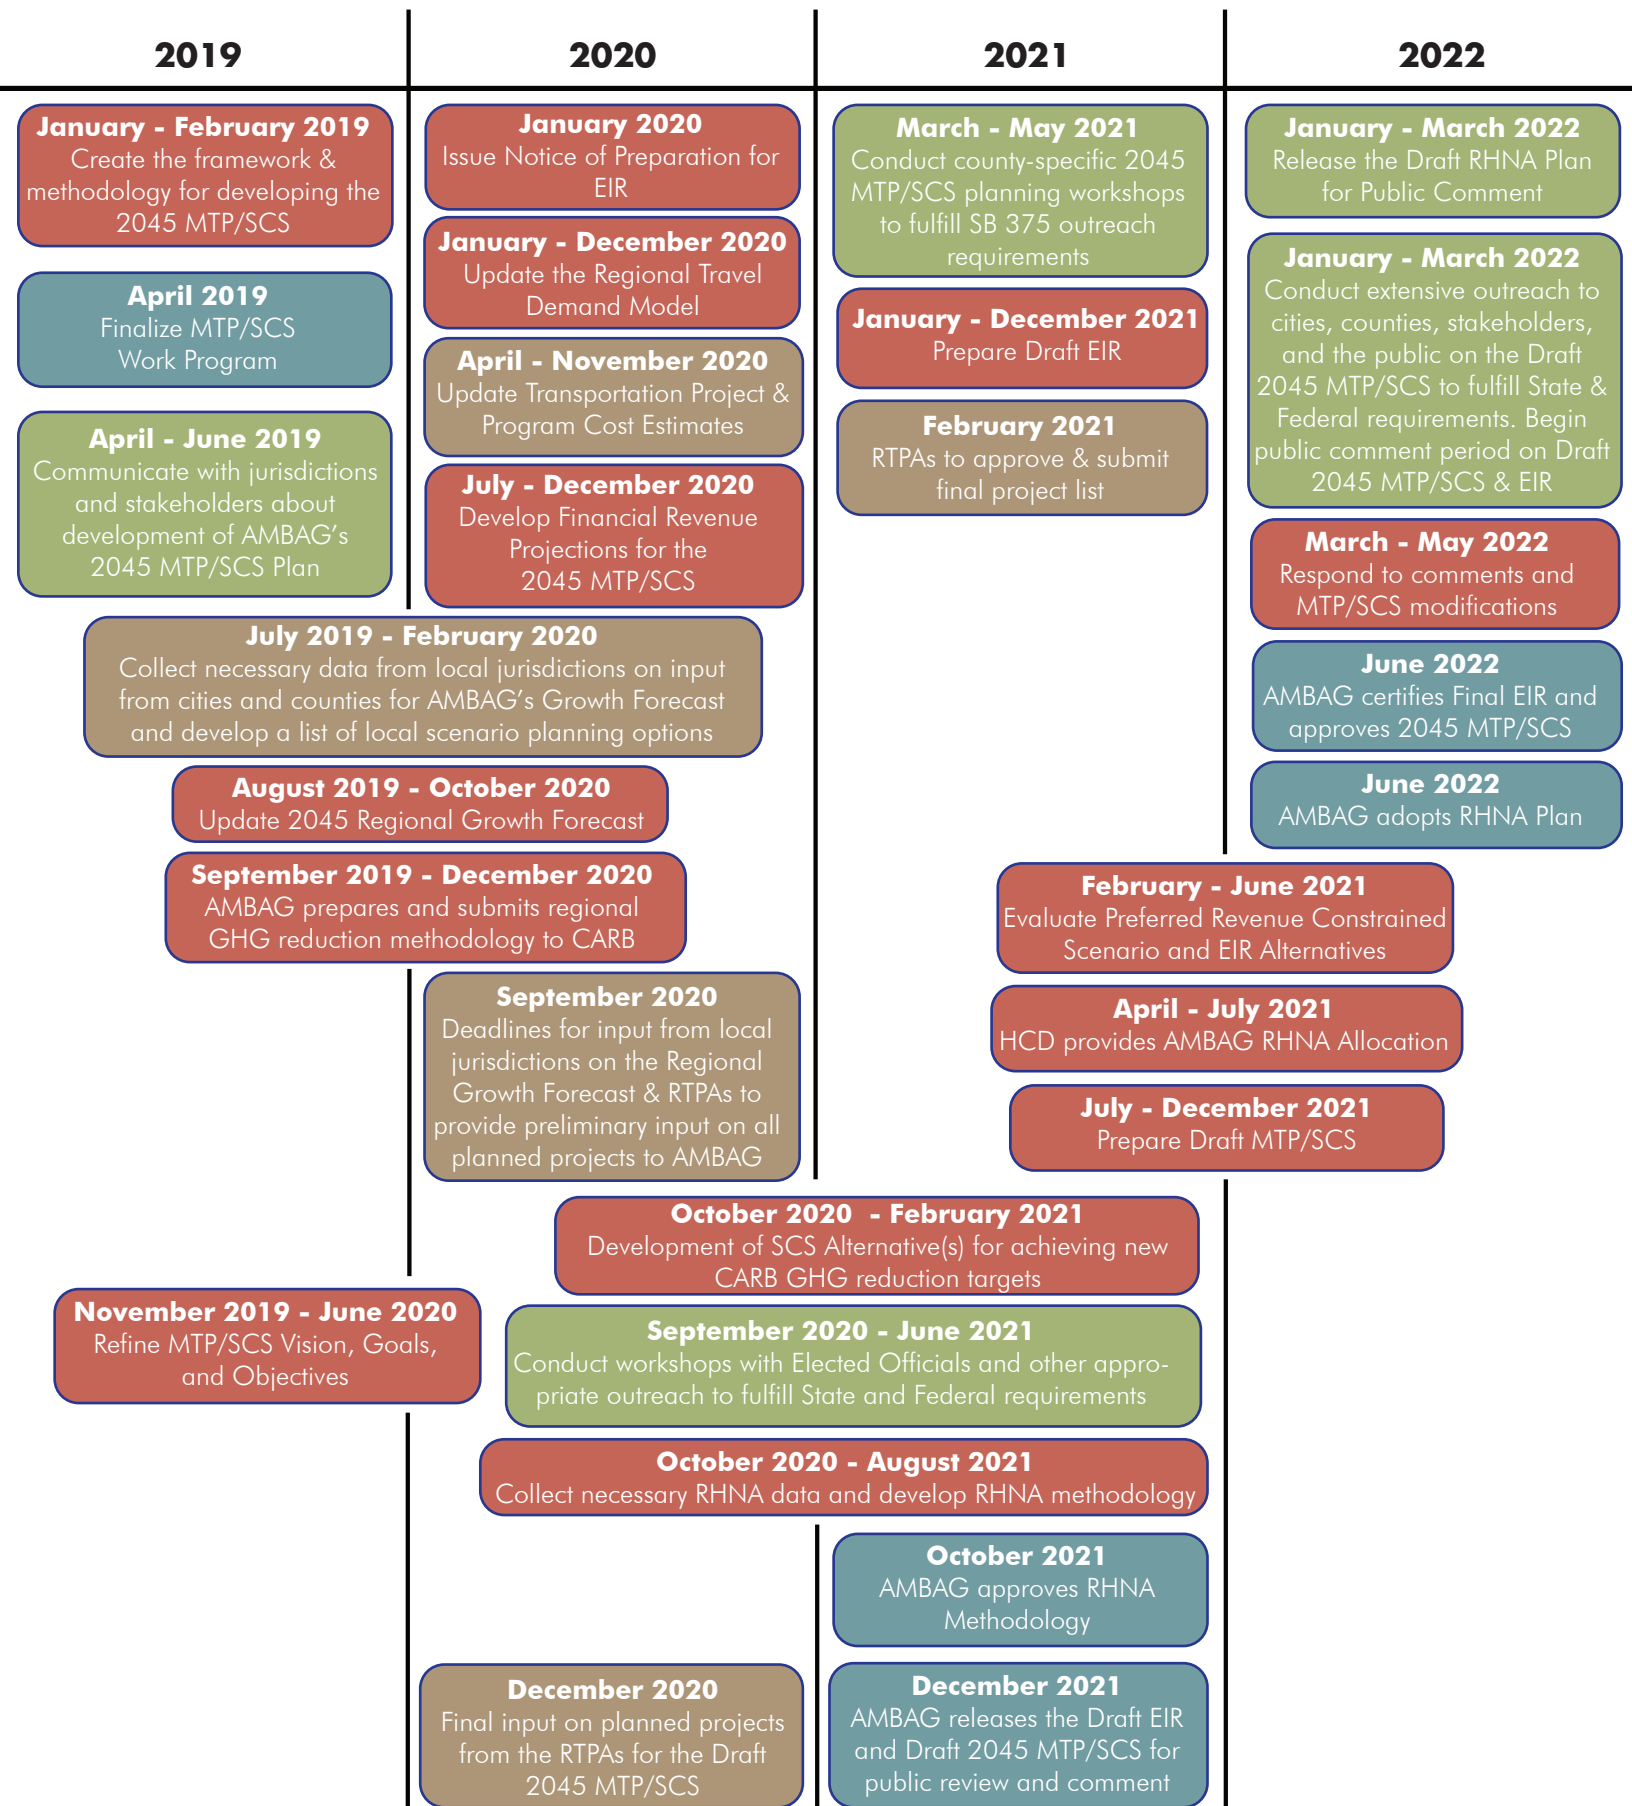 2019
2020
2021
2022
January - February 2019
Create the framework &
methodology for developing the
2045 MTP/SCS
April 2019
Finalize MTP/SCS
Work Program
April - June 2019
Communicate with jurisdictions
and stakeholders about
development of AMBAG’s
2045 MTP/SCS Plan
January 2020
Issue Notice of Preparation for
EIR
January - December 2020
Update the Regional Travel
Demand Model
April - November 2020
Update Transportation Project &
Program Cost Estimates
July - December 2020
Develop Financial Revenue
Projections for the
2045 MTP/SCS
July 2019 - February 2020
Collect necessary data from local jurisdictions on input
from cities and counties for AMBAG’s Growth Forecast
and develop a list of local scenario planning options
August 2019 - October 2020
Update 2045 Regional Growth Forecast
September 2019 - December 2020
AMBAG prepares and submits regional
GHG reduction methodology to CARB
September 2020
Deadlines for input from local
jurisdictions on the Regional
Growth Forecast & RTPAs to
provide preliminary input on all
planned projects to AMBAG
March - May 2021
Conduct county-specific 2045
MTP/SCS planning workshops
to fulfill SB 375 outreach
requirements
January - December 2021
Prepare Draft EIR
February 2021
RTPAs to approve & submit
final project list
January - March 2022
Release the Draft RHNA Plan
for Public Comment
January - March 2022
Conduct extensive outreach to
cities, counties, stakeholders,
and the public on the Draft
2045 MTP/SCS to fulfill State &
Federal requirements. Begin
public comment period on Draft
2045 MTP/SCS & EIR
March - May 2022
Respond to comments and
MTP/SCS modifications
June 2022
AMBAG certifies Final EIR and
approves 2045 MTP/SCS
June 2022
AMBAG adopts RHNA Plan
February - June 2021
Evaluate Preferred Revenue Constrained
Scenario and EIR Alternatives
April - July 2021
HCD provides AMBAG RHNA Allocation
July - December 2021
Prepare Draft MTP/SCS
October 2020 - February 2021
Development of SCS Alternative(s) for achieving new
CARB GHG reduction targets
November 2019 - June 2020
Refine MTP/SCS Vision, Goals,
and Objectives
September 2020 - June 2021
Conduct workshops with Elected Officials and other appro-
priate outreach to fulfill State and Federal requirements
October 2020 - August 2021
Collect necessary RHNA data and develop RHNA methodology
October 2021
AMBAG approves RHNA
Methodology
December 2020
Final input on planned projects
from the RTPAs for the Draft
2045 MTP/SCS
December 2021
AMBAG releases the Draft EIR
and Draft 2045 MTP/SCS for
public review and comment